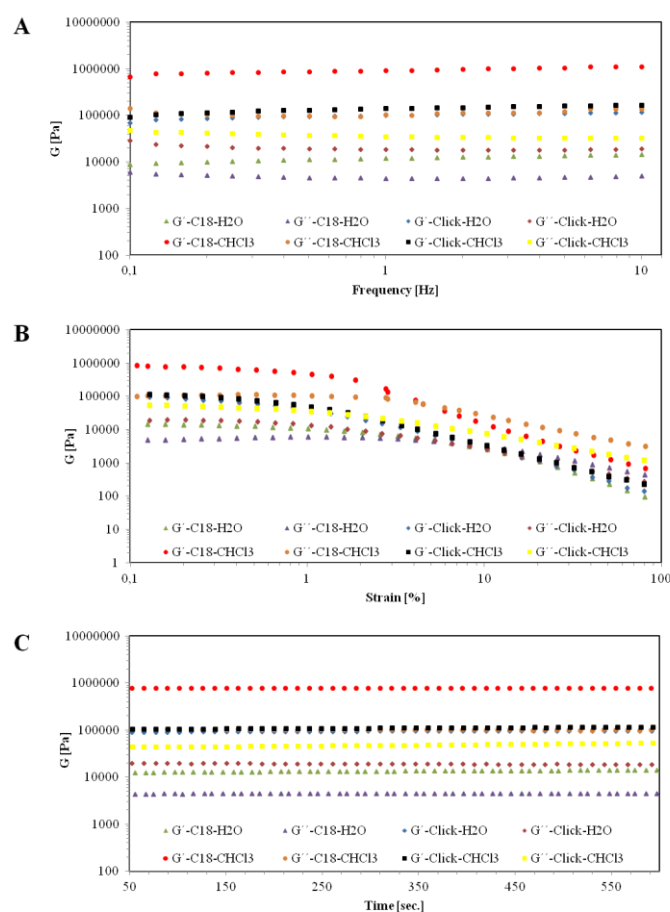 A
10000000
1000000
100000
10000
1000
100
G [Pa]
G´-C18-H2O G´´-C18-H2O G´-Click-H2O G´´-Click-H2O
G´-C18-CHCl3 G´´-C18-CHCl3 G´-Click-CHCl3 G´´-Click-CHCl3
0,1 1 10
Frequency [Hz]
B
10000000
1000000
100000
10000
1000
100
10
1
G [Pa]
G´-C18-H2O G´´-C18-H2O G´-Click-H2O G´´-Click-H2O
G´-C18-CHCl3 G´´-C18-CHCl3 G´-Click-CHCl3 G´´-Click-CHCl3
0,1 1 10 100
Strain [%]
C
10000000
1000000
100000
10000
1000
100
G [Pa]
G´-C18-H2O G´´-C18-H2O G´-Click-H2O G´´-Click-H2O
G´-C18-CHCl3 G´´-C18-CHCl3 G´-Click-CHCl3 G´´-Click-CHCl3
50 150 250 350 450 550
Time [sec.]